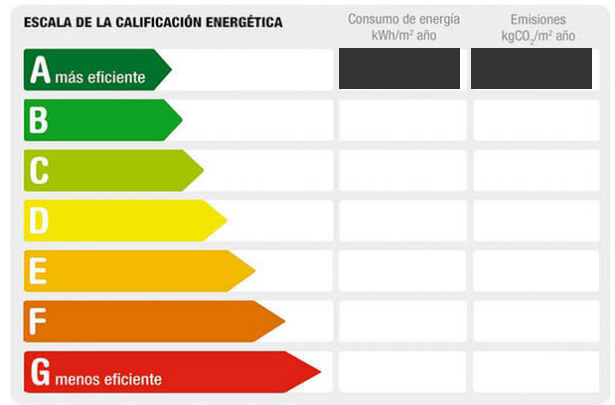 ESCALA DE LA CALIFICACIÓN ENERGÉTICA
Consumo de energía
kWh/m² año
Emisiones
kgCO₂/m² año
A más eficiente
B
C
D
E
F
G menos eficiente